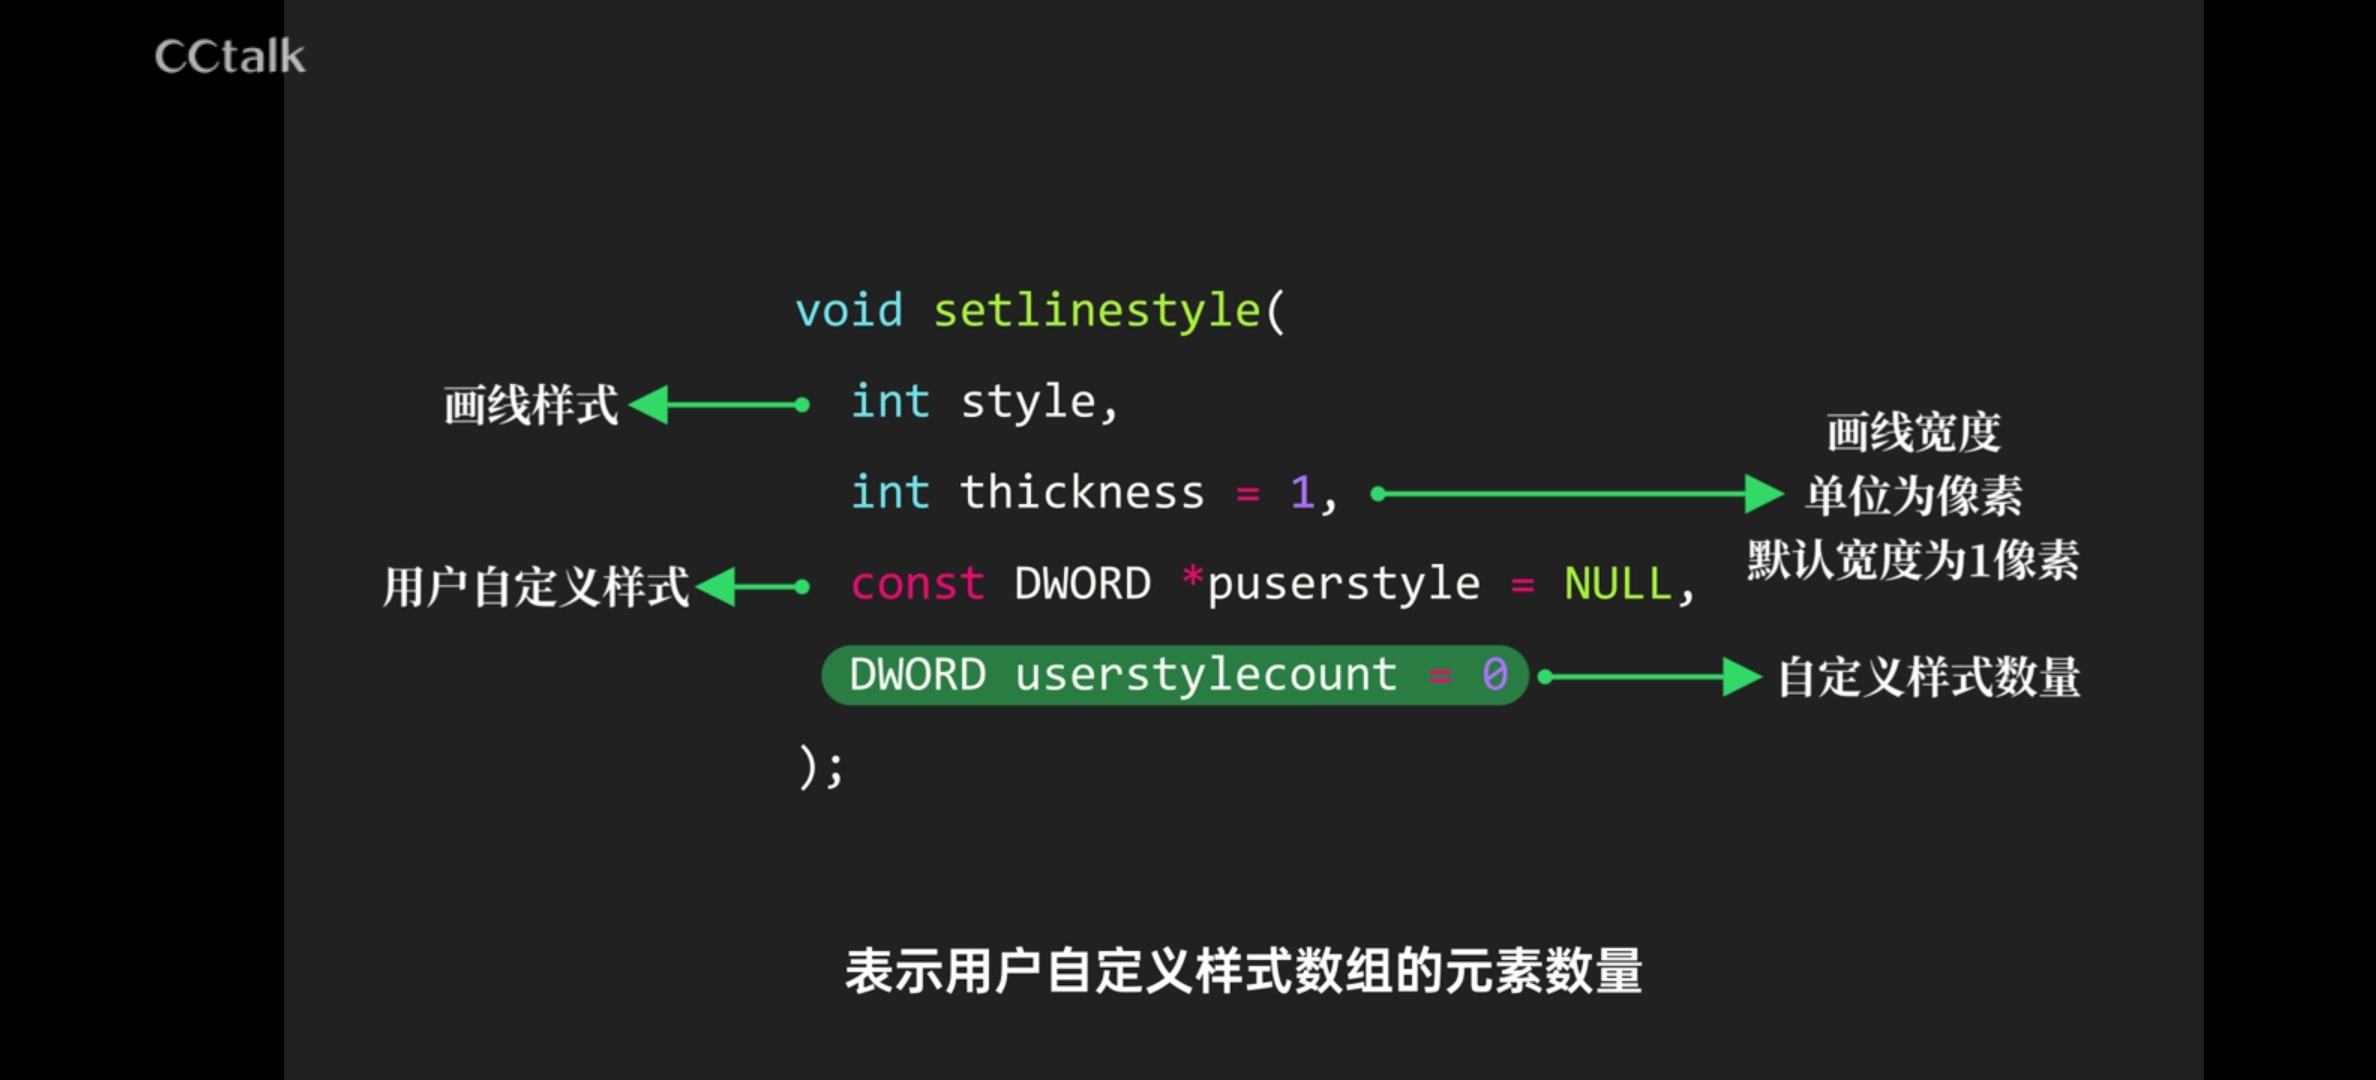 CCtalk
void setlinestyle(
画线样式
int style,
画线宽度
单位为像素
默认宽度为1像素
int thickness = 1,
用户自定义样式
const DWORD *puserstyle = NULL,
DWORD userstylecount = 0
自定义样式数量
);
表示用户自定义样式数组的元素数量